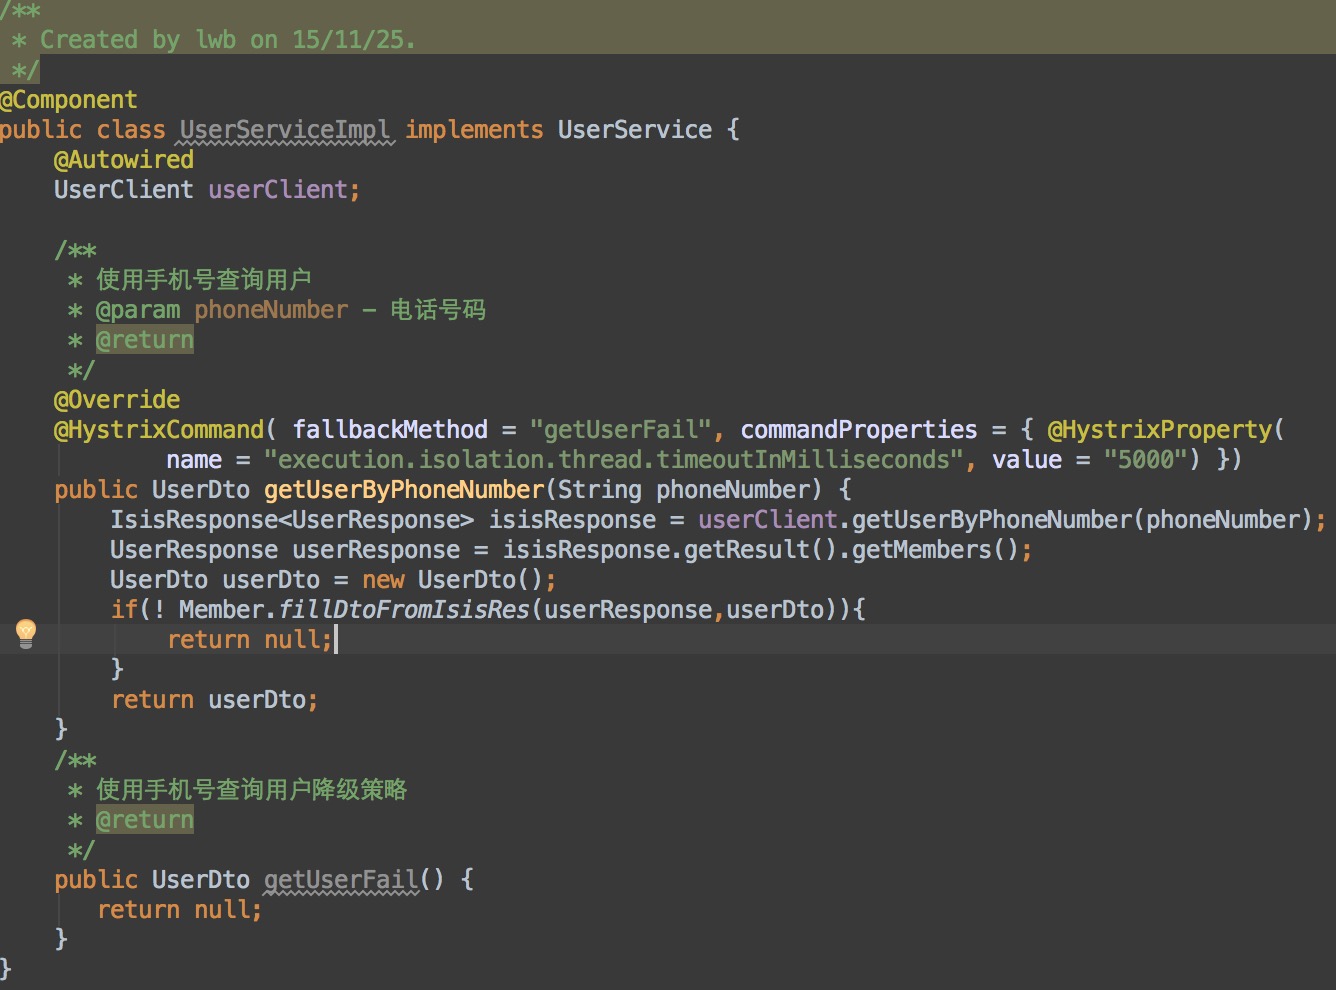 /**
 * Created by lwb on 15/11/25.
 */
@Component
public class UserServiceImpl implements UserService {
    @Autowired
    UserClient userClient;
    /**
     * 使用手机号查询用户
     * @param phoneNumber - 电话号码
     * @return
     */
    @Override
    @HystrixCommand( fallbackMethod = "getUserFail", commandProperties = { @HystrixProperty(
            name = "execution.isolation.thread.timeoutInMilliseconds", value = "5000") })
    public UserDto getUserByPhoneNumber(String phoneNumber) {
        IsisResponse<UserResponse> isisResponse = userClient.getUserByPhoneNumber(phoneNumber);
        UserResponse userResponse = isisResponse.getResult().getMembers();
        UserDto userDto = new UserDto();
        if(! Member.fillDtoFromIsisRes(userResponse,userDto)){
            return null;
        }
        return userDto;
    }
    /**
     * 使用手机号查询用户降级策略
     * @return
     */
    public UserDto getUserFail() {
       return null;
    }
}